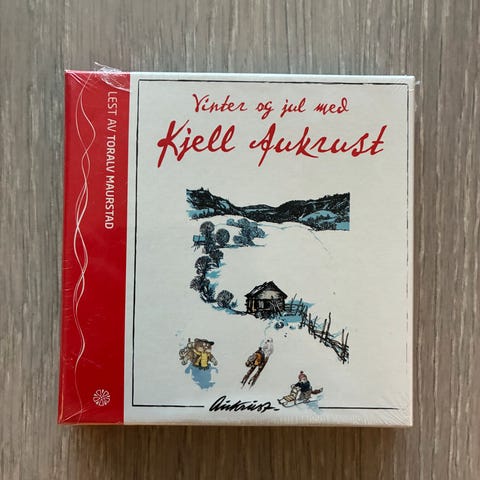 Vinter og jul med
Kjell Aukrust
LEST AV TORALV MAURSTAD
Aukrust